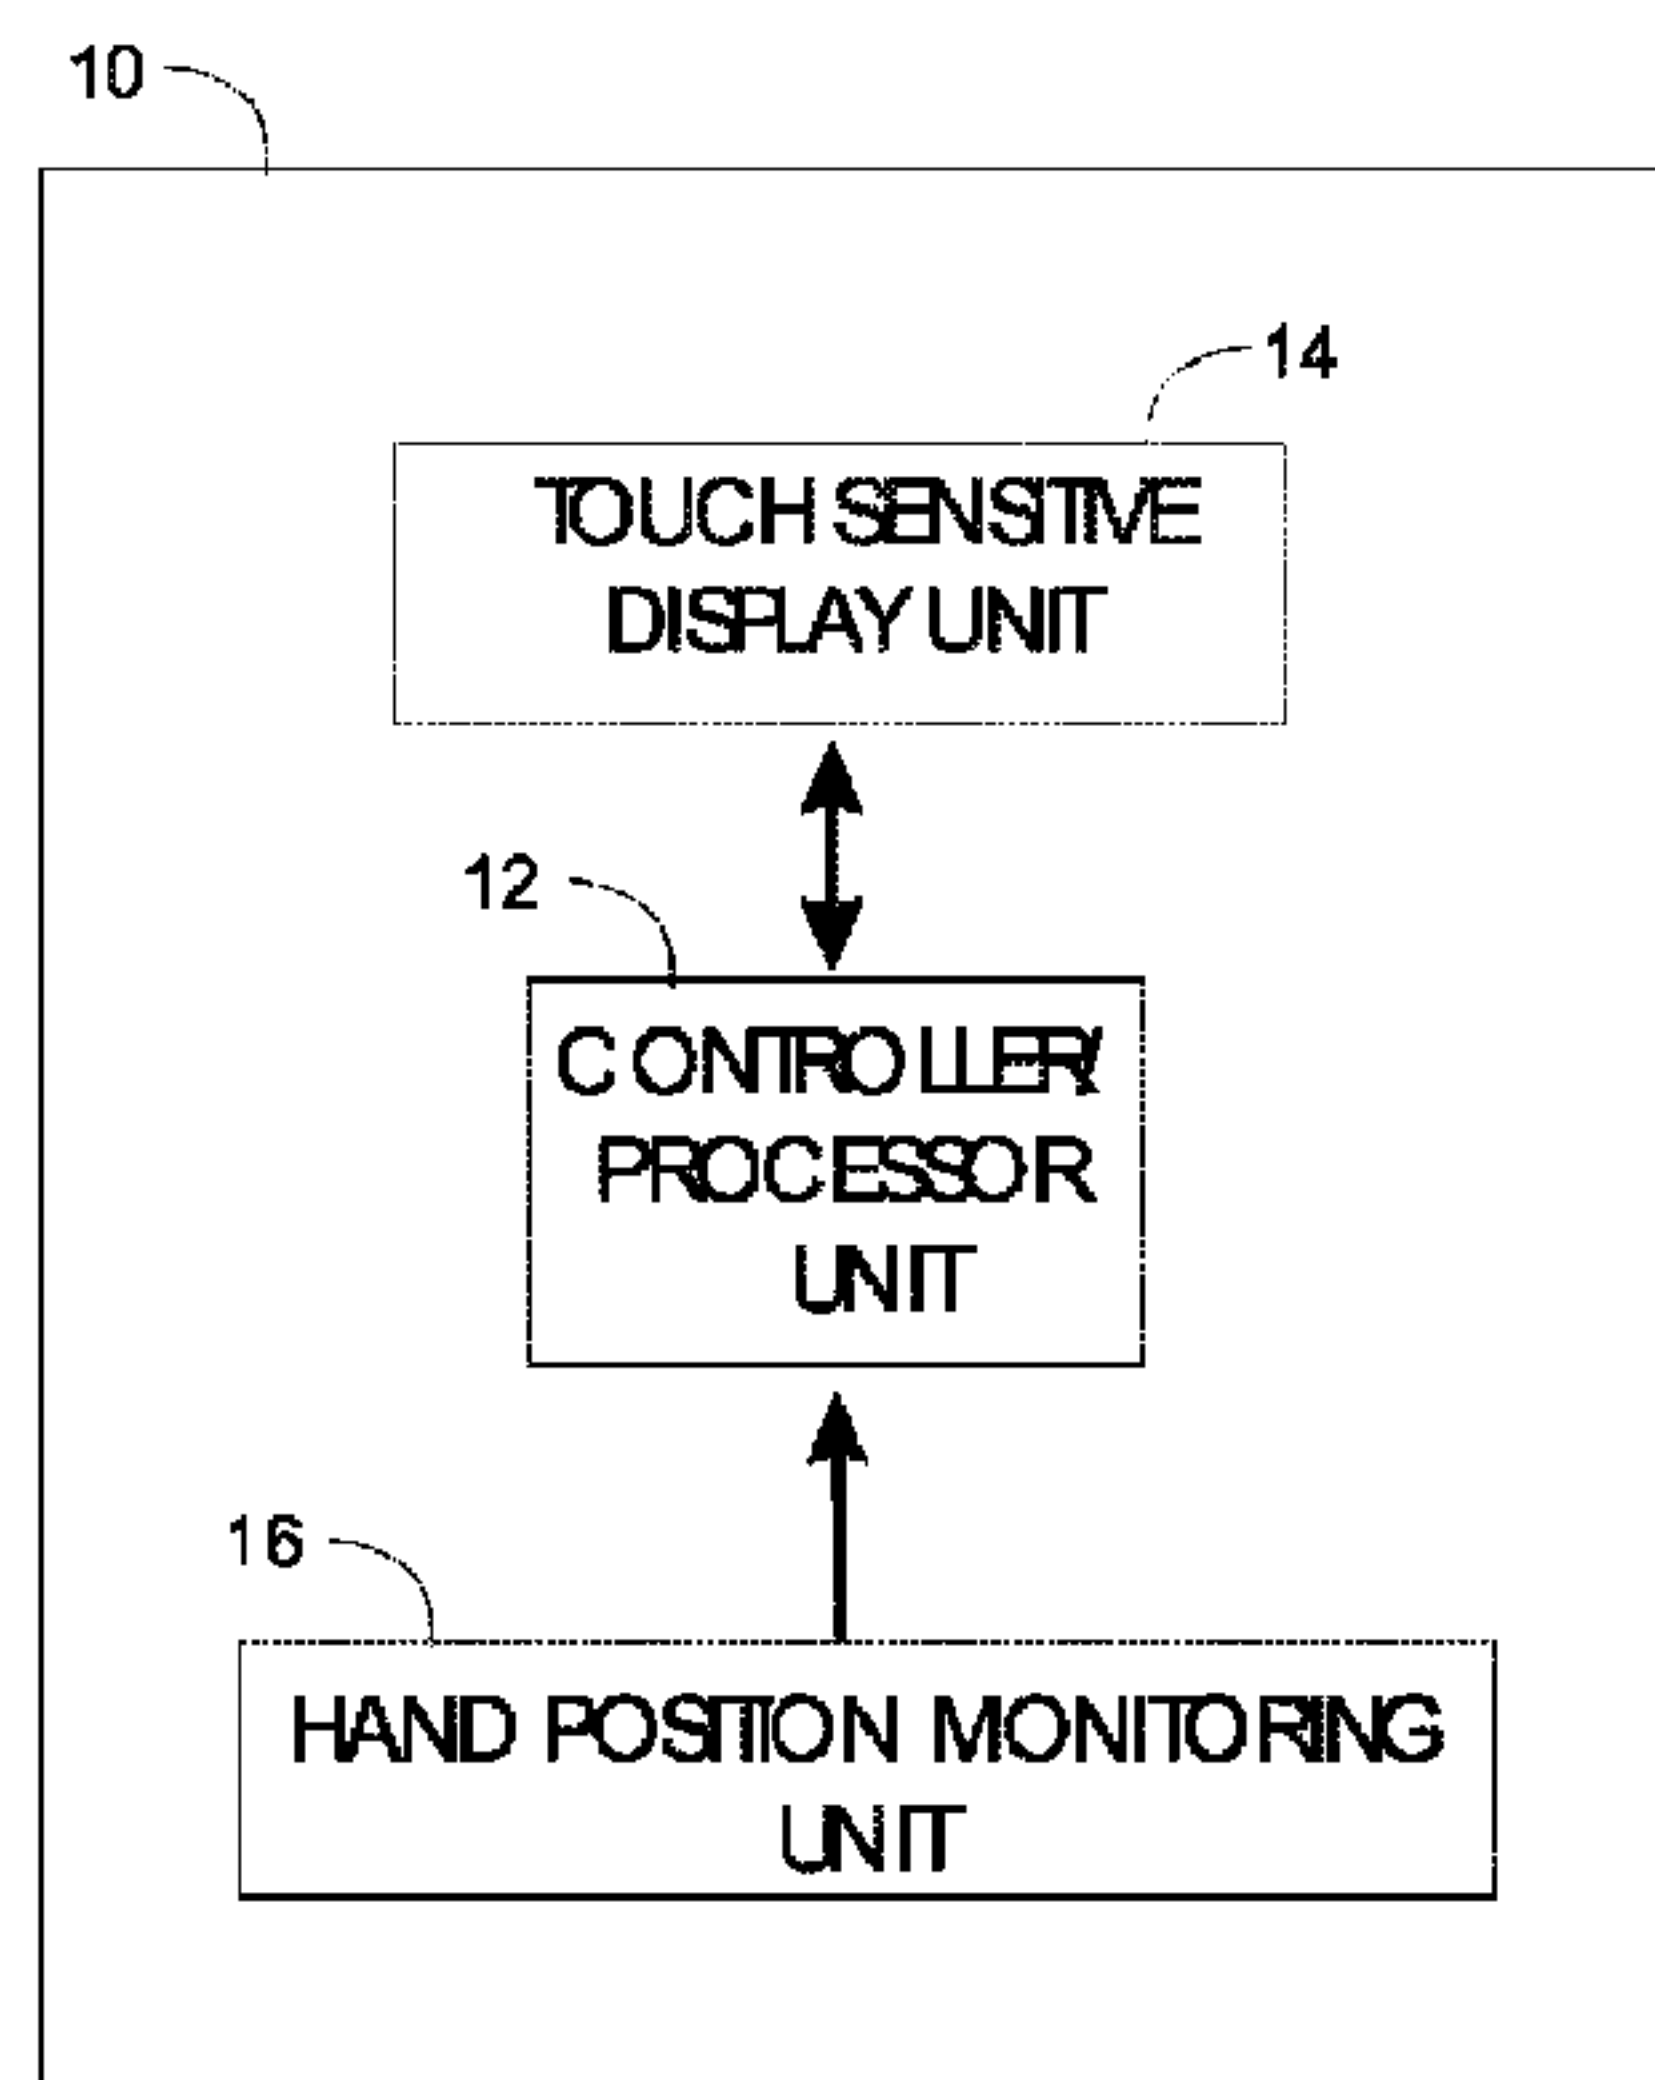 10
14
TOUCH SENSITIVE
DISPLAY UNIT
12
CONTROLLER/
PROCESSOR
UNIT
16
HAND POSITION MONITORING
UNIT